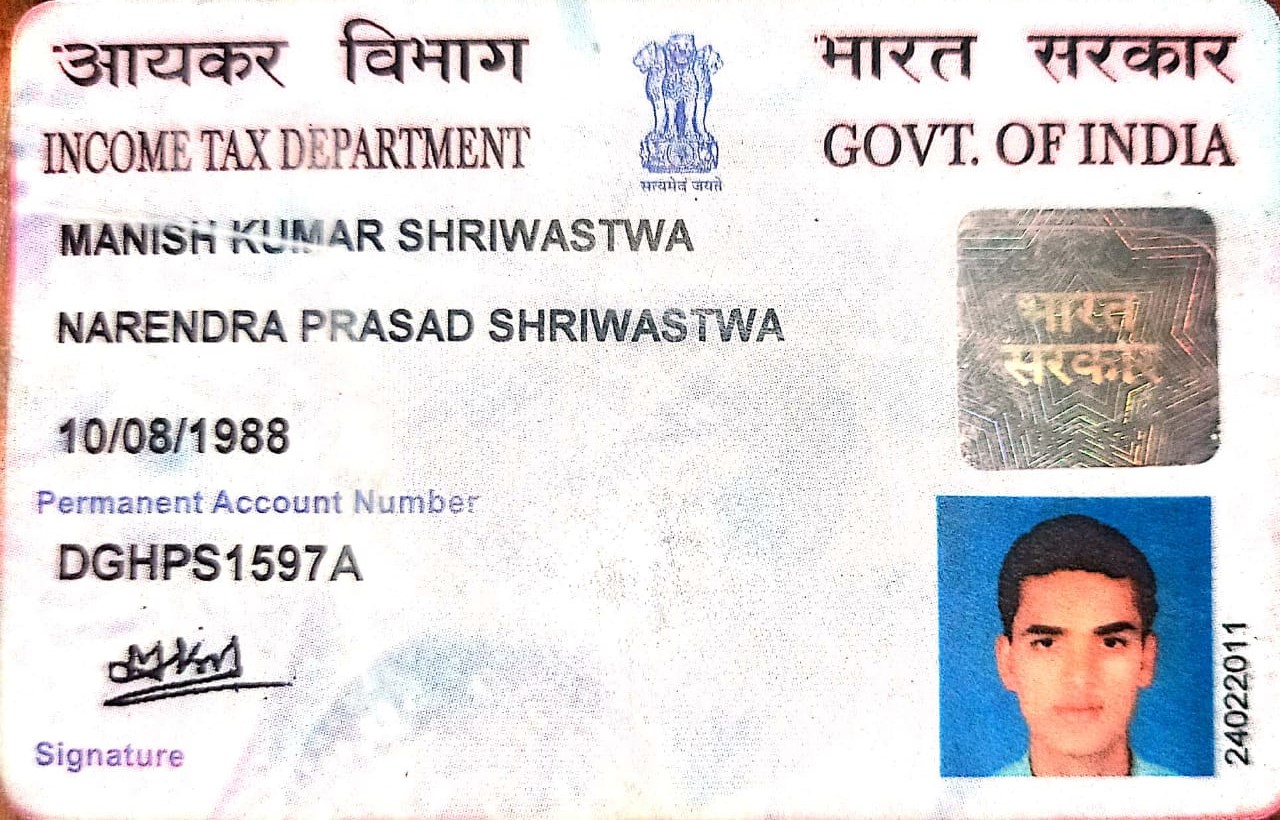 आयकर विभाग
INCOME TAX DEPARTMENT
सत्यमेव जयते
भारत सरकार
GOVT. OF INDIA
MANISH KUMAR SHRIWASTWA
NARENDRA PRASAD SHRIWASTWA
10/08/1988
Permanent Account Number
DGHPS1597A
Signature
भारत
सरकार
24022011